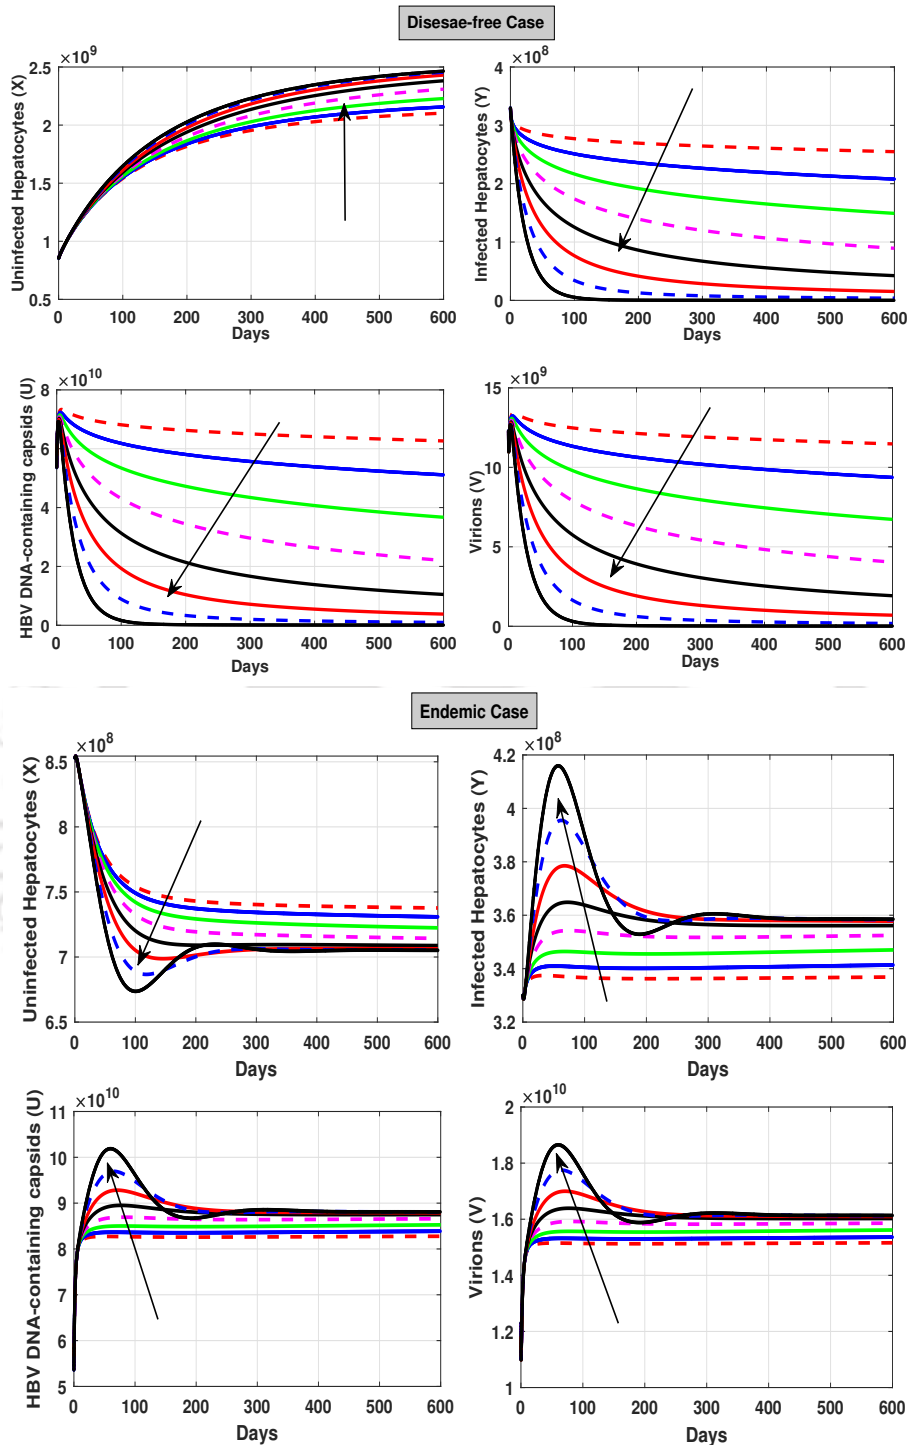 Disesae-free Case
×10^9
Uninfected Hepatocytes (X)
2.5
2
1.5
1
0.5
0 100 200 300 400 500 600
Days
×10^8
Infected Hepatocytes (Y)
4
3
2
1
0
0 100 200 300 400 500 600
Days
×10^10
HBV DNA-containing capsids (U)
8
6
4
2
0
0 100 200 300 400 500 600
Days
×10^9
Virions (V)
15
10
5
0
0 100 200 300 400 500 600
Days
Endemic Case
×10^8
Uninfected Hepatocytes (X)
8.5
8
7.5
7
6.5
0 100 200 300 400 500 600
Days
×10^8
Infected Hepatocytes (Y)
4.2
4
3.8
3.6
3.4
3.2
0 100 200 300 400 500 600
Days
×10^10
HBV DNA-containing capsids (U)
11
10
9
8
7
6
5
0 100 200 300 400 500 600
Days
×10^10
Virions (V)
2
1.8
1.6
1.4
1.2
1
0 100 200 300 400 500 600
Days